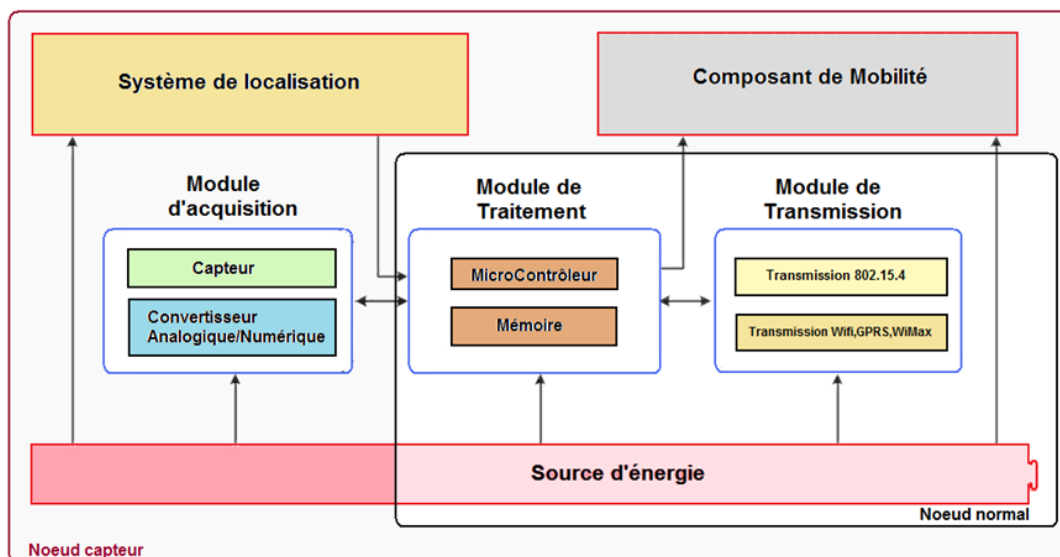 Système de localisation
Composant de Mobilité
Module
d'acquisition
Module de
Traitement
Module de
Transmission
Capteur
Convertisseur
Analogique/Numérique
MicroContrôleur
Mémoire
Transmission 802.15.4
Transmission Wifi,GPRS,WiMax
Source d'énergie
Noeud normal
Noeud capteur